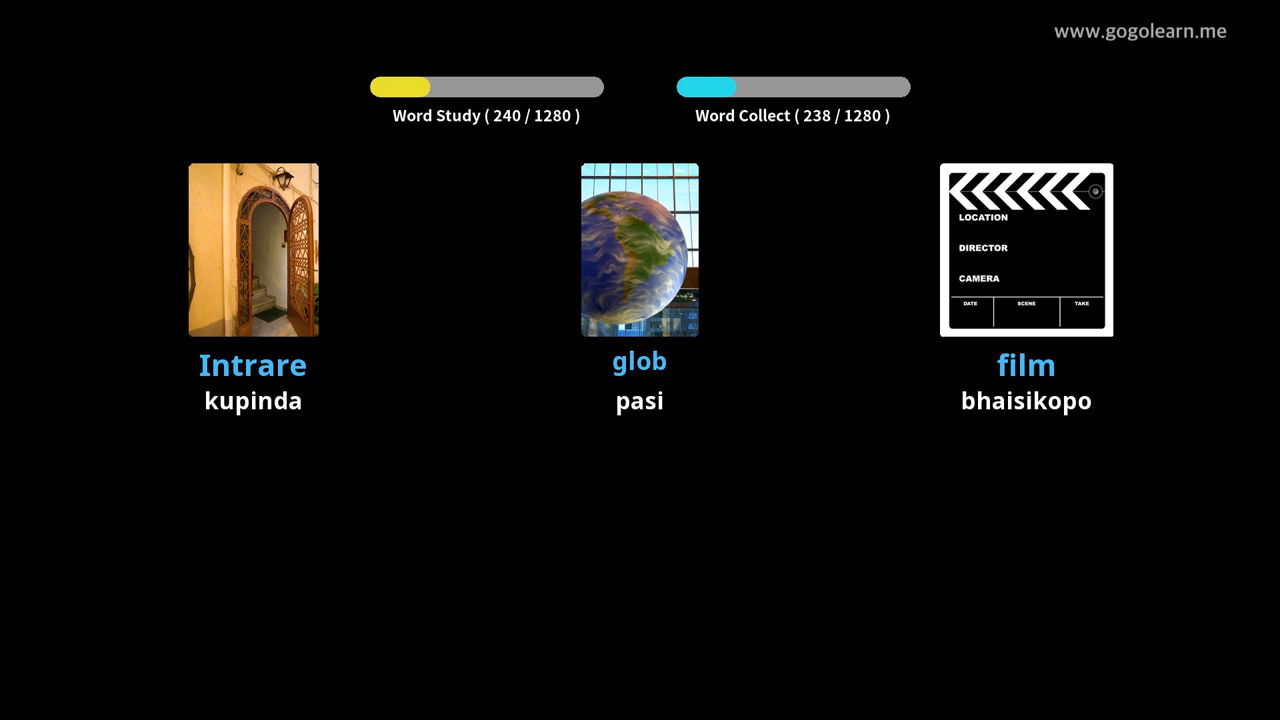 www.gogolearn.me
Word Study ( 240 / 1280 )
Word Collect ( 238 / 1280 )
LOCATION
DIRECTOR
CAMERA
DATE SCENE TAKE
Intrare
glob
film
kupinda
pasi
bhaisikopo